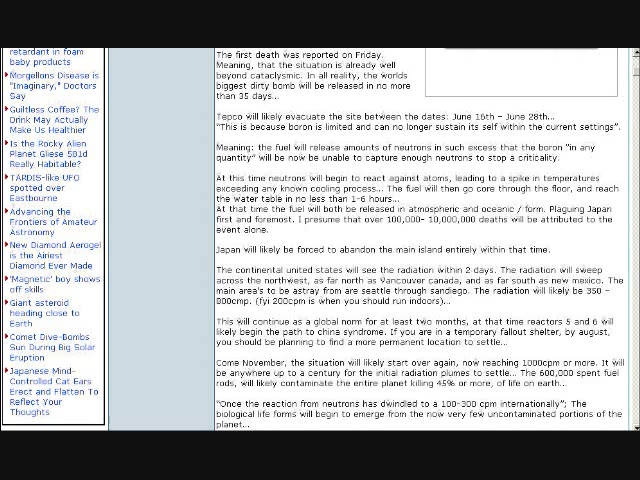 retardant in foam
baby products
Morgellons Disease is
"Imaginary," Doctors
Say
Guiltless Coffee? The
Drink May Actually
Make Us Healthier
Is the Rocky Alien
Planet Gliese 581d
Really Habitable?
TARDIS-like UFO
spotted over
Eastbourne
Advancing the
Frontiers of Amateur
Astronomy
New Diamond Aerogel
is the Airiest
Diamond Ever Made
'Magnetic' boy shows
off skills
Giant asteroid
heading close to
Earth
Comet Dive-Bombs
Sun During Big Solar
Eruption
Japanese Mind-
Controlled Cat Ears
Erect and Flatten To
Reflect Your
Thoughts
The first death was reported on Friday.
Meaning, that the situation is already well
beyond cataclysmic. In all reality, the worlds
biggest dirty bomb will be released in no more
than 35 days...
Tepco will likely evacuate the site between the dates: June 16th - June 28th...
"This is because boron is limited and can no longer sustain its self within the current settings".
Meaning: the fuel will release amounts of neutrons in such excess that the boron "in any
quantity" will be now be unable to capture enough neutrons to stop a criticality.
At this time neutrons will begin to react against atoms, leading to a spike in temperatures
exceeding any known cooling process... The fuel will then go core through the floor, and reach
the water table in no less than 1-6 hours...
At that time the fuel will both be released in atmospheric and oceanic / form. Plaguing Japan
first and foremost. I presume that over 100,000- 10,000,000 deaths will be attributed to the
event alone.
Japan will likely be forced to abandon the main island entirely within that time.
The continental united states will see the radiation within 2 days. The radiation will sweep
across the northwest, as far north as Vancouver canada, and as far south as new mexico. The
main area's to be astray from are seattle through sandiego. The radiation will likely be 350 -
800cmp. (fyi 200cpm is when you should run indoors)...
This will continue as a global norm for at least two months, at that time reactors 5 and 6 will
likely begin the path to china syndrome. If you are in a temporary fallout shelter, by august,
you should be planning to find a more permanent location to settle...
Come November, the situation will likely start over again, now reaching 1000cpm or more. It will
be anywhere up to a century for the initial radiation plumes to settle... The 600,000 spent fuel
rods, will likely contaminate the entire planet killing 45% or more, of life on earth...
"Once the reaction from neutrons has dwindled to a 100-300 cpm internationally"; The
biological life forms will begin to emerge from the now very few uncontaminated portions of the
planet...